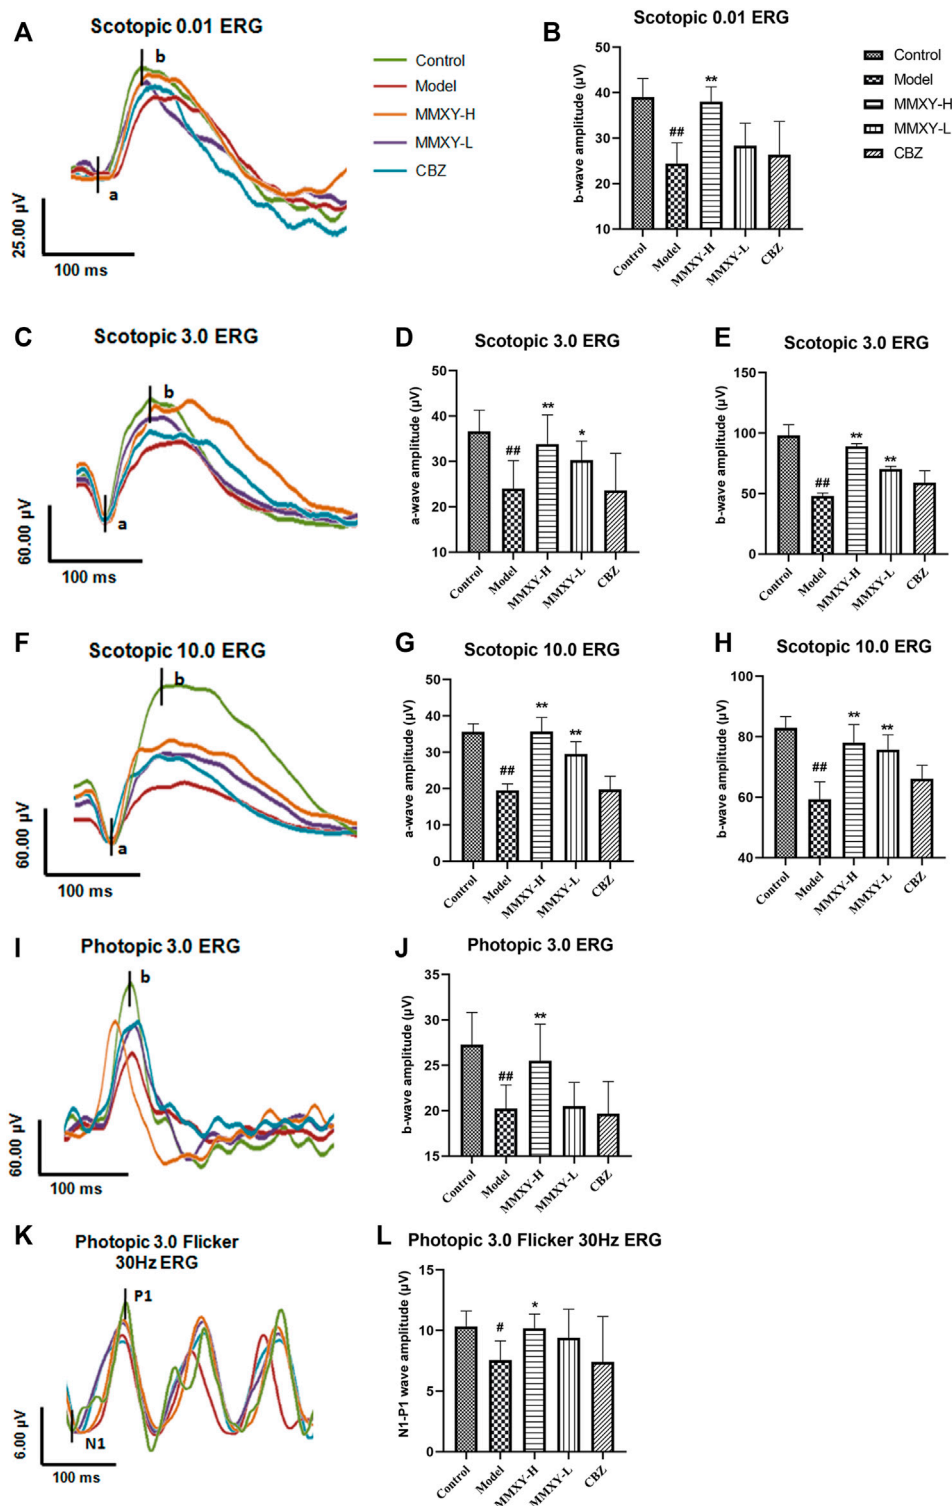 A
Scotopic 0.01 ERG
b
a
25.00 µV
100 ms
Control
Model
MMXY-H
MMXY-L
CBZ
B
Scotopic 0.01 ERG
b-wave amplitude (µV)
50
40
30
20
10
##
**
Control
Model
MMXY-H
MMXY-L
CBZ
Control
Model
MMXY-H
MMXY-L
CBZ
C
Scotopic 3.0 ERG
b
a
60.00 µV
100 ms
D
Scotopic 3.0 ERG
a-wave amplitude (µV)
50
40
30
20
10
##
**
*
Control
Model
MMXY-H
MMXY-L
CBZ
E
Scotopic 3.0 ERG
b-wave amplitude (µV)
150
100
50
0
##
**
**
Control
Model
MMXY-H
MMXY-L
CBZ
F
Scotopic 10.0 ERG
b
a
60.00 µV
100 ms
G
Scotopic 10.0 ERG
a-wave amplitude (µV)
50
40
30
20
10
0
##
**
**
Control
Model
MMXY-H
MMXY-L
CBZ
H
Scotopic 10.0 ERG
b-wave amplitude (µV)
100
80
60
40
##
**
**
Control
Model
MMXY-H
MMXY-L
CBZ
I
Photopic 3.0 ERG
b
60.00 µV
100 ms
J
Photopic 3.0 ERG
b-wave amplitude (µV)
35
30
25
20
15
##
**
Control
Model
MMXY-H
MMXY-L
CBZ
K
Photopic 3.0 Flicker
30Hz ERG
P1
N1
6.00 µV
100 ms
L
Photopic 3.0 Flicker 30Hz ERG
N1-P1 wave amplitude (µV)
15
10
5
0
#
*
Control
Model
MMXY-H
MMXY-L
CBZ